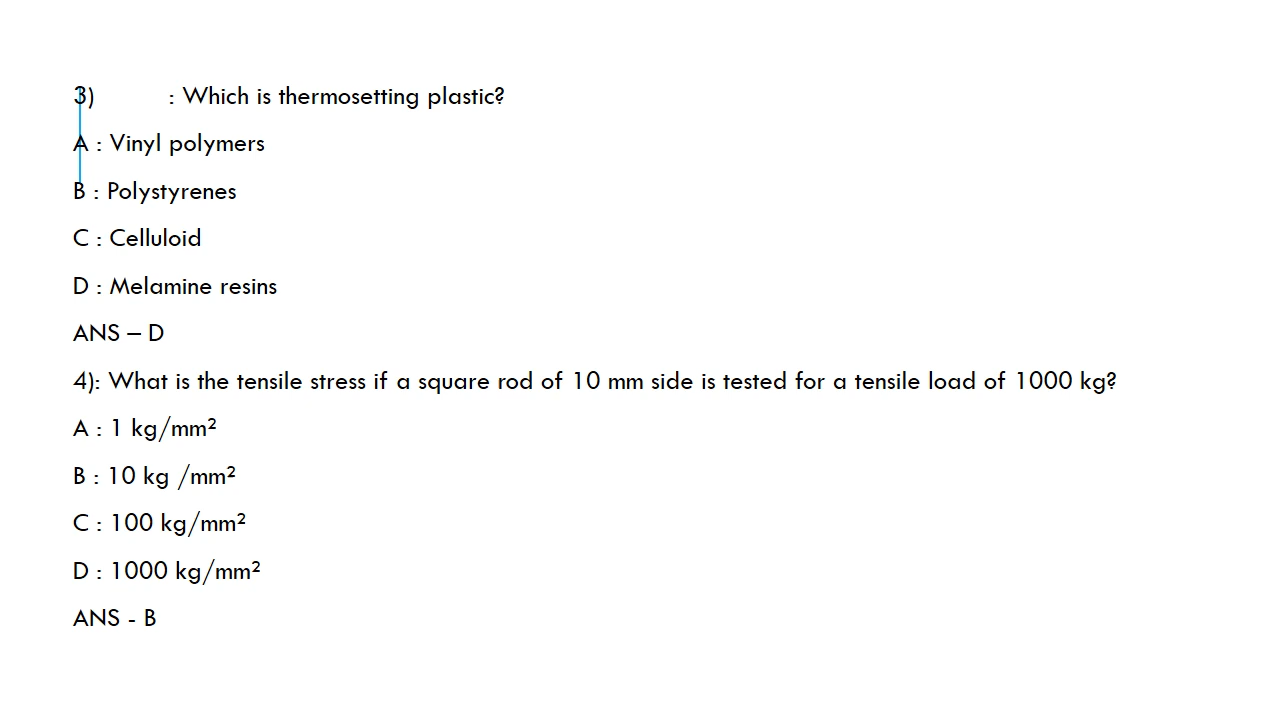 3) : Which is thermosetting plastic?
A : Vinyl polymers
B : Polystyrenes
C : Celluloid
D : Melamine resins
ANS – D
4): What is the tensile stress if a square rod of 10 mm side is tested for a tensile load of 1000 kg?
A : 1 kg/mm²
B : 10 kg /mm²
C : 100 kg/mm²
D : 1000 kg/mm²
ANS - B